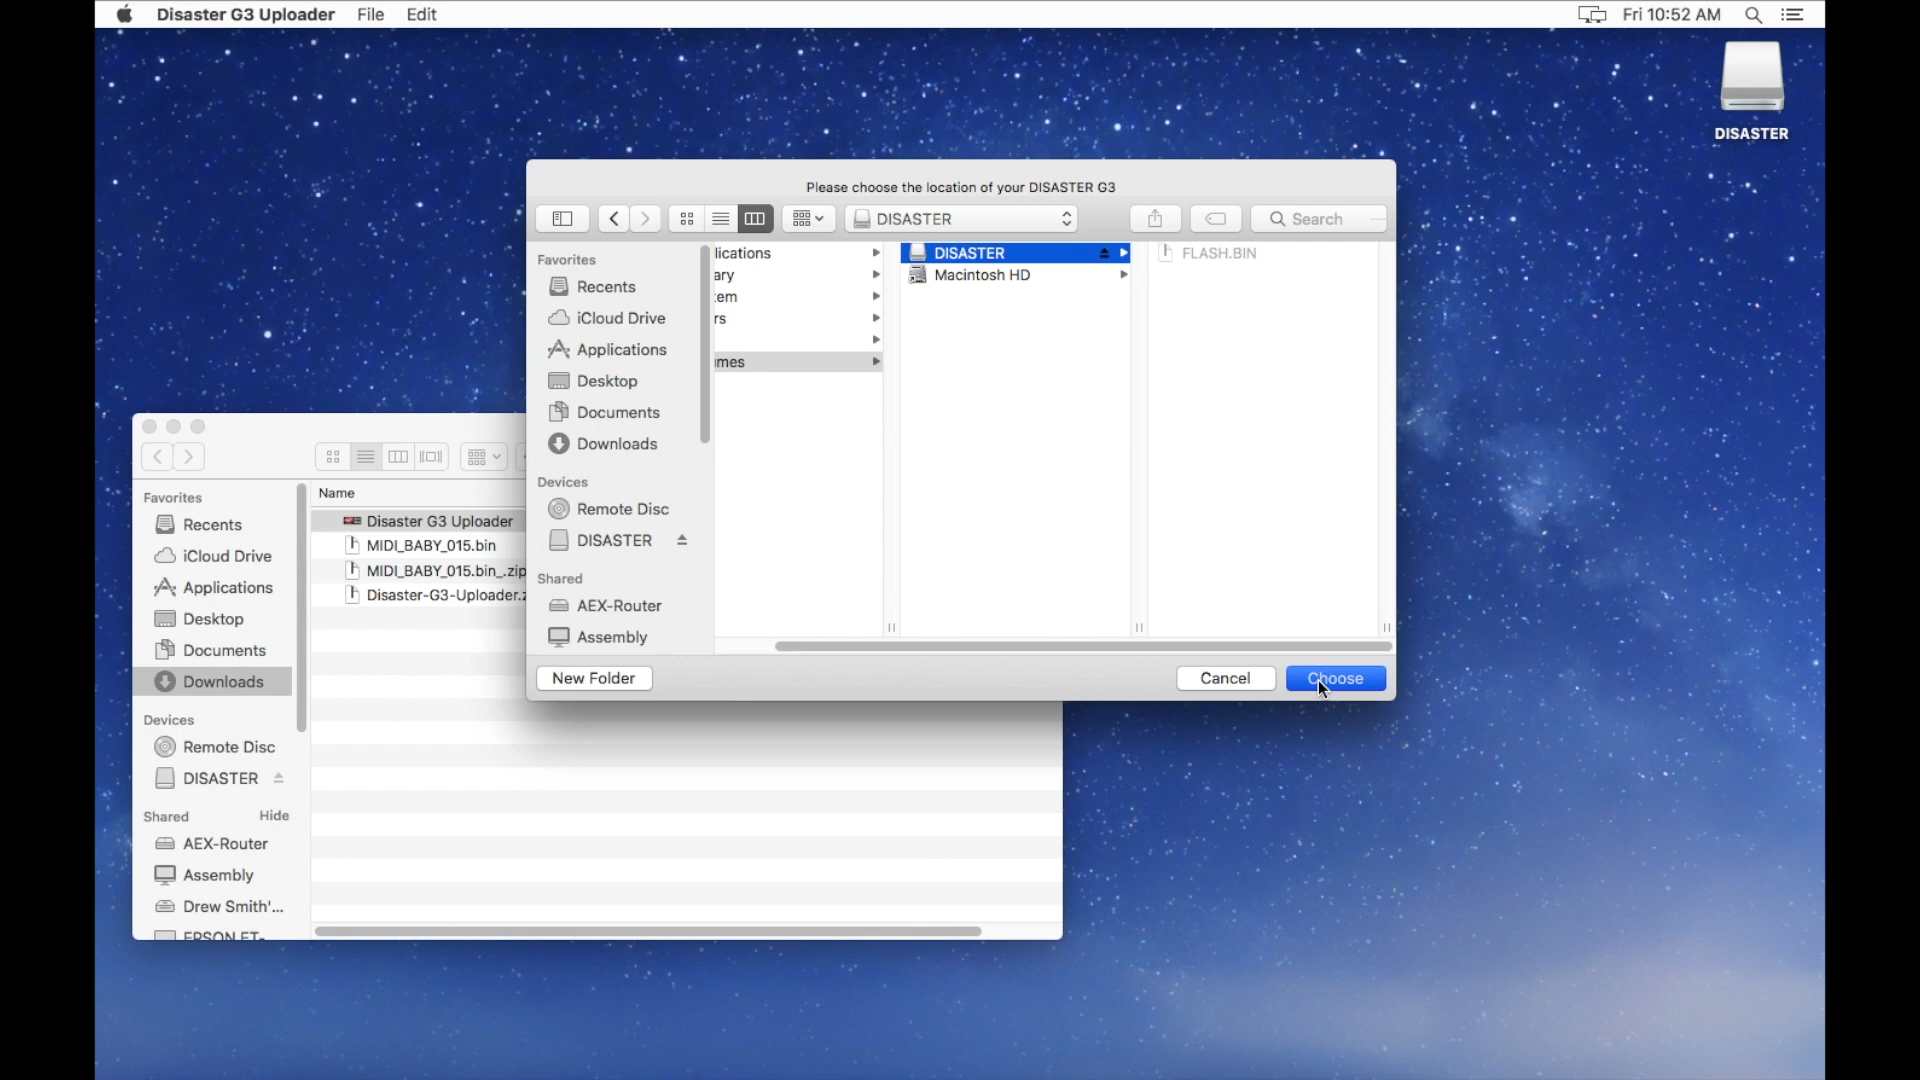 Disaster G3 Uploader File Edit
Fri 10:52 AM
DISASTER
Please choose the location of your DISASTER G3
DISASTER
Search
Favorites
Recents
iCloud Drive
Applications
Desktop
Documents
Downloads
Devices
Remote Disc
DISASTER
Shared
AEX-Router
Assembly
lications
ary
tem
rs
umes
DISASTER
Macintosh HD
FLASH.BIN
New Folder
Cancel
Choose
Favorites
Recents
iCloud Drive
Applications
Desktop
Documents
Downloads
Devices
Remote Disc
DISASTER
Shared Hide
AEX-Router
Assembly
Drew Smith'...
EPSON ET-
Name
Disaster G3 Uploader
MIDI_BABY_015.bin
MIDI_BABY_015.bin_.zip
Disaster-G3-Uploader.z